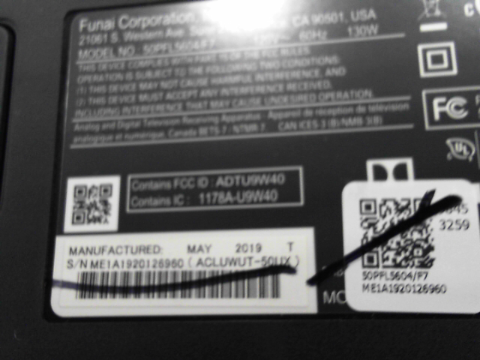 Funai Corporation,
21061 S. Western Ave. CA 90501, USA
MODEL NO. 50PFL5604/F7 60Hz 130W
THIS DEVICE COMPLIES WITH PART 15 OF THE FCC RULES.
OPERATION IS SUBJECT TO THE FOLLOWING TWO CONDITIONS:
(1) THIS DEVICE MAY NOT CAUSE HARMFUL INTERFERENCE, AND
(2) THIS DEVICE MUST ACCEPT ANY INTERFERENCE RECEIVED,
INCLUDING INTERFERENCE THAT MAY CAUSE UNDESIRED OPERATION.
Analog and Digital Television Receiving Apparatus Appareil de réception de télévision
analogique et numérique, Canada BETS-7 / NTMR-7. CAN ICES-3 (B)/NMB-3(B)
FC
UL
Contains FCC ID : ADTU9W40
Contains IC : 1178A-U9W40
MANUFACTURED: MAY 2019 T
S/N ME1A1920126960 ( ACLUWUT-50UX )
3259
50PFL5604/F7
ME1A1920126960